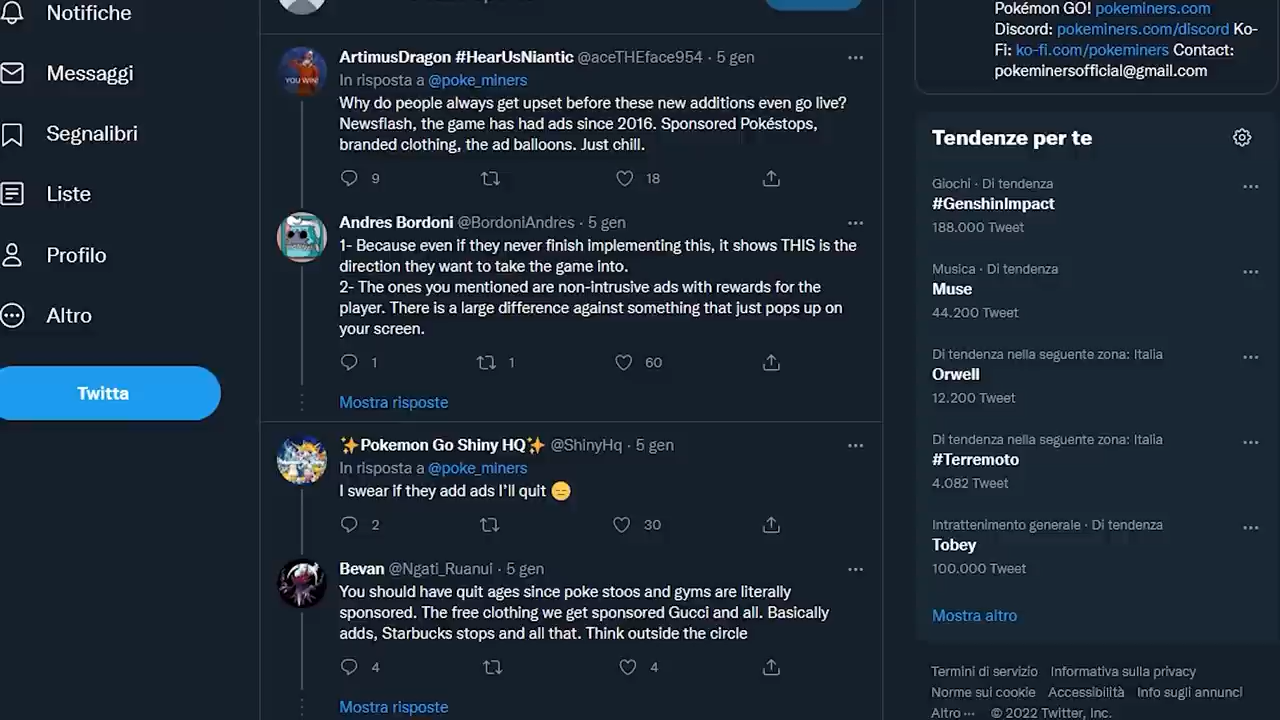 Notifiche
Messaggi
Segnalibri
Liste
Profilo
Altro
Twitta
ArtimusDragon #HearUsNiantic @aceTHEface954 · 5 gen
In risposta a @poke_miners
Why do people always get upset before these new additions even go live?
Newsflash, the game has had ads since 2016. Sponsored Pokéstops,
branded clothing, the ad balloons. Just chill.
9 18
Andres Bordoni @BordoniAndres · 5 gen
1- Because even if they never finish implementing this, it shows THIS is the
direction they want to take the game into.
2- The ones you mentioned are non-intrusive ads with rewards for the
player. There is a large difference against something that just pops up on
your screen.
1 1 60
Mostra risposte
✨Pokemon Go Shiny HQ✨ @ShinyHq · 5 gen
In risposta a @poke_miners
I swear if they add ads I'll quit 😑
2 30
Bevan @Ngati_Ruanui · 5 gen
You should have quit ages since poke stoos and gyms are literally
sponsored. The free clothing we get sponsored Gucci and all. Basically
adds, Starbucks stops and all that. Think outside the circle
4 4
Mostra risposte
Pokémon GO! pokeminers.com
Discord: pokeminers.com/discord Ko-
Fi: ko-fi.com/pokeminers Contact:
pokeminersofficial@gmail.com
Tendenze per te
Giochi · Di tendenza
#GenshinImpact
188.000 Tweet
Musica · Di tendenza
Muse
44.200 Tweet
Di tendenza nella seguente zona: Italia
Orwell
12.200 Tweet
Di tendenza nella seguente zona: Italia
#Terremoto
4.082 Tweet
Intrattenimento generale · Di tendenza
Tobey
100.000 Tweet
Mostra altro
Termini di servizio Informativa sulla privacy
Norme sui cookie Accessibilità Info sugli annunci
Altro ··· © 2022 Twitter, Inc.